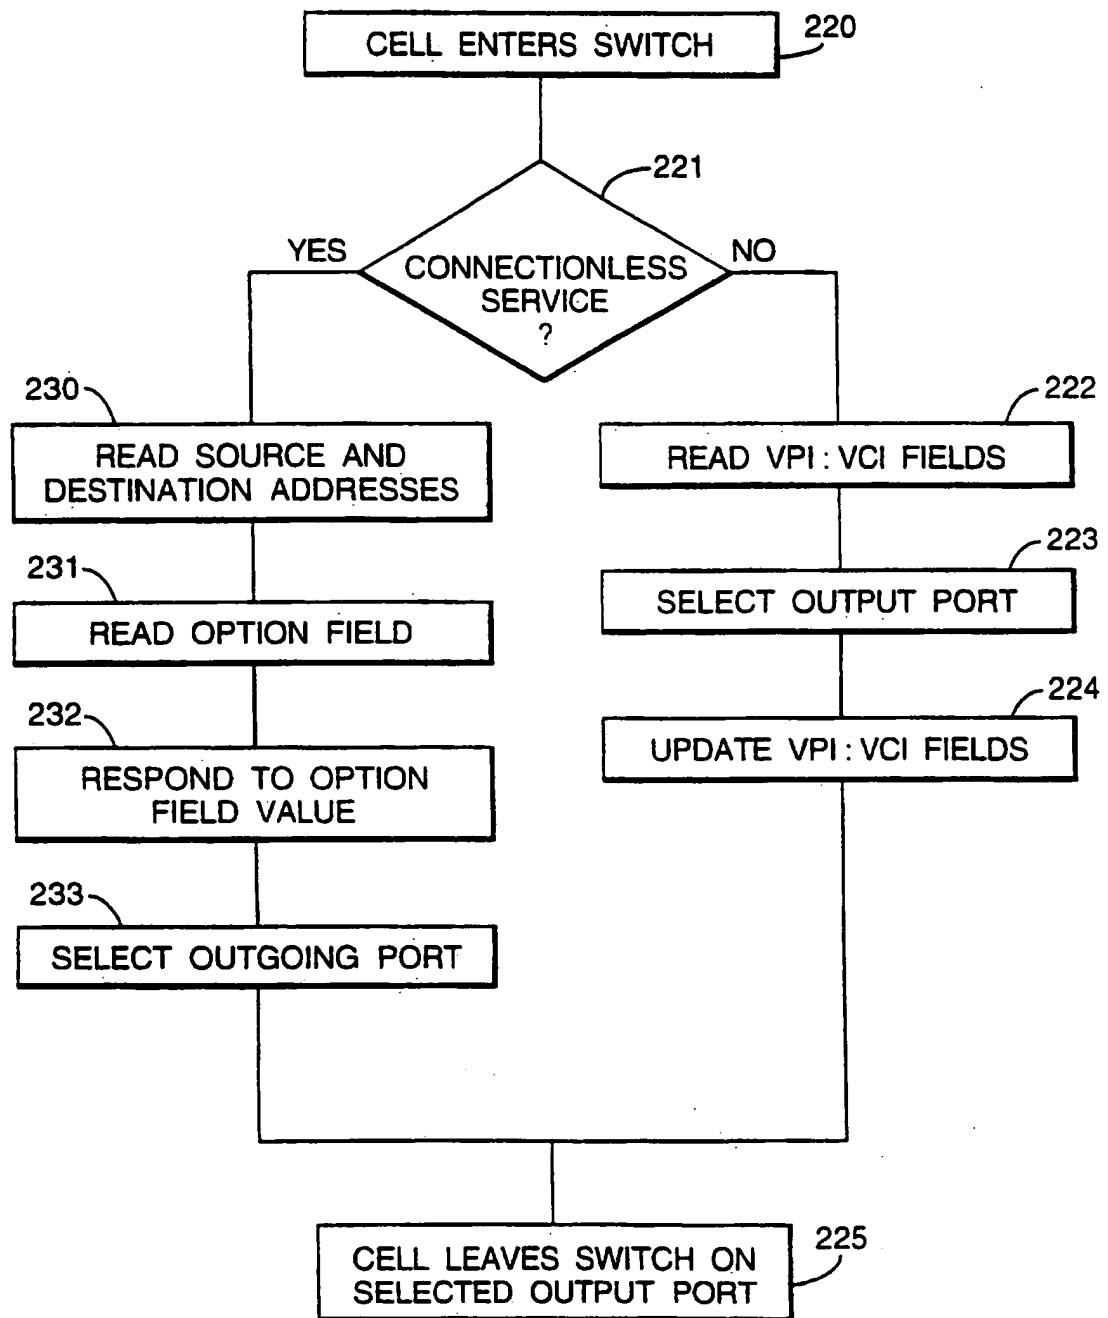 CELL ENTERS SWITCH
220
221
YES
NO
CONNECTIONLESS
SERVICE
?
230
READ SOURCE AND
DESTINATION ADDRESSES
231
READ OPTION FIELD
232
RESPOND TO OPTION
FIELD VALUE
233
SELECT OUTGOING PORT
222
READ VPI:VCI FIELDS
223
SELECT OUTPUT PORT
224
UPDATE VPI:VCI FIELDS
CELL LEAVES SWITCH ON
SELECTED OUTPUT PORT
225